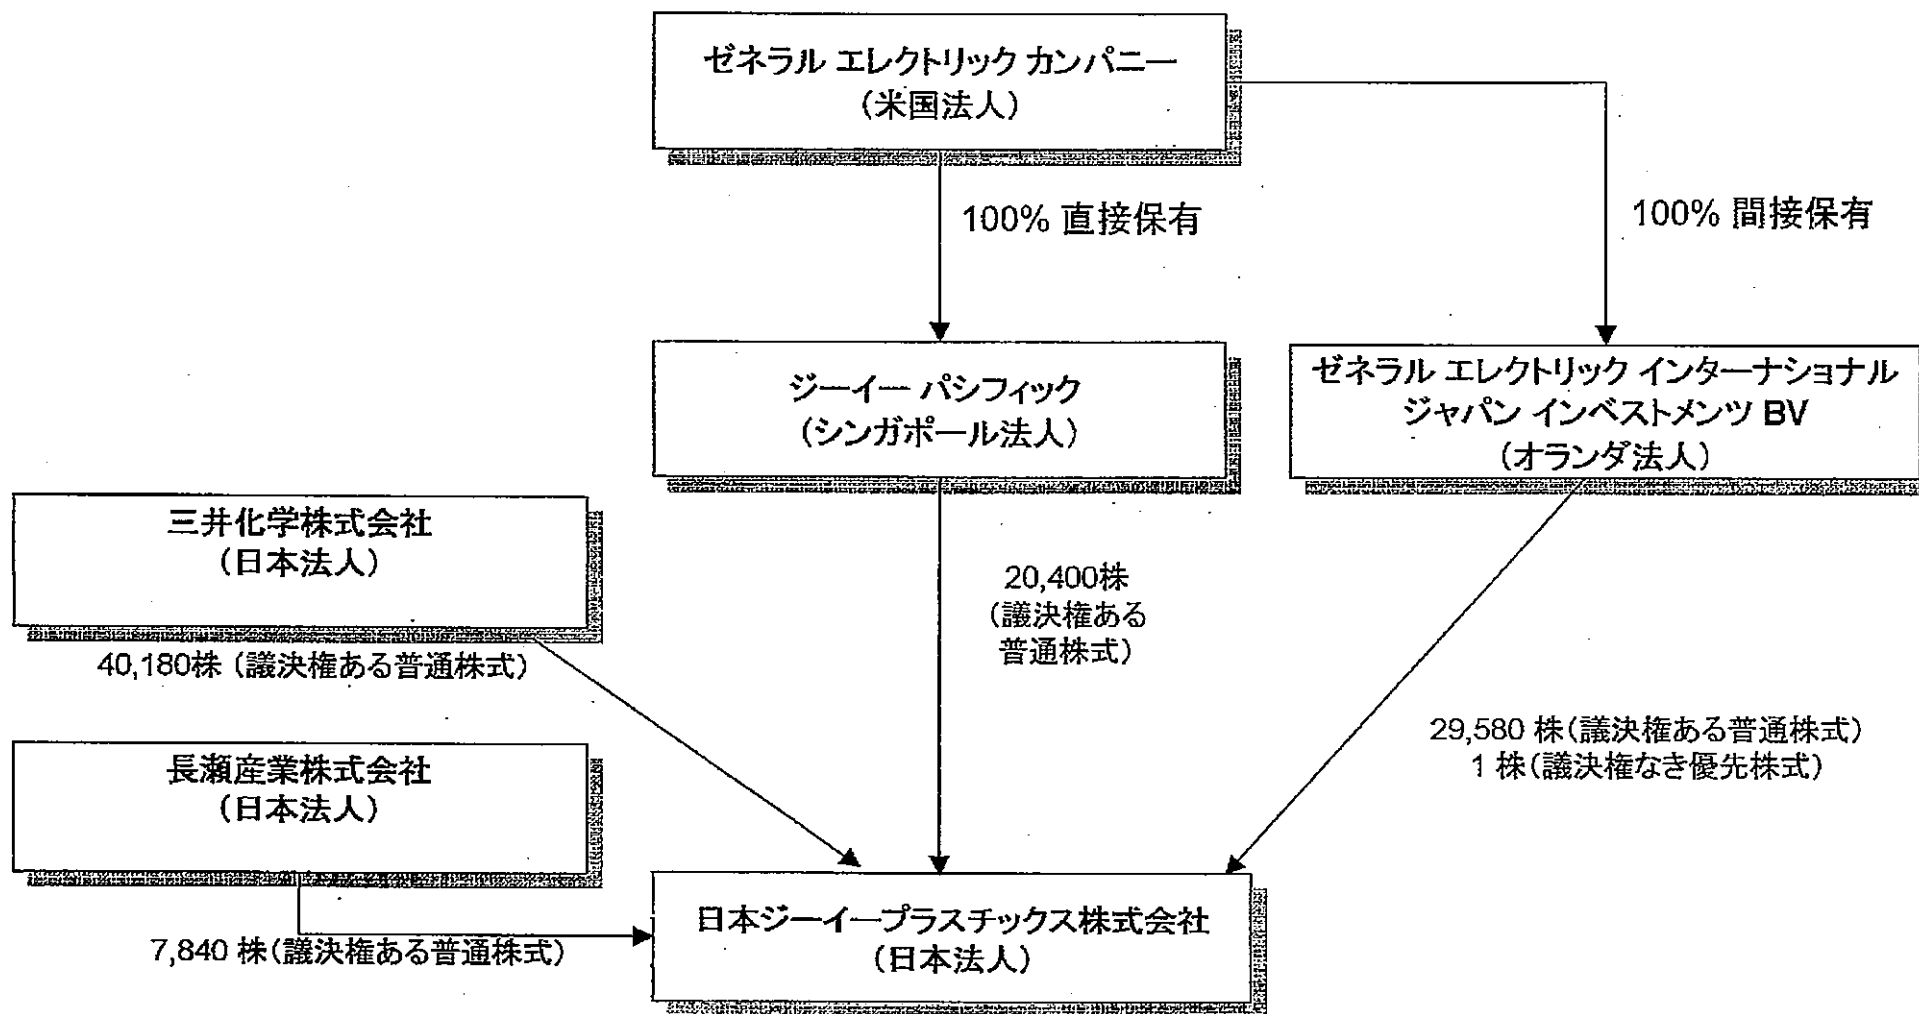 ゼネラル エレクトリック カンパニー
(米国法人)
100% 直接保有
100% 間接保有
ジーイー パシフィック
(シンガポール法人)
ゼネラル エレクトリック インターナショナル
ジャパン インベストメンツ BV
(オランダ法人)
三井化学株式会社
(日本法人)
40,180株 (議決権ある普通株式)
20,400株
(議決権ある
普通株式)
29,580 株(議決権ある普通株式)
1 株(議決権なき優先株式)
長瀬産業株式会社
(日本法人)
7,840 株(議決権ある普通株式)
日本ジーイープラスチックス株式会社
(日本法人)